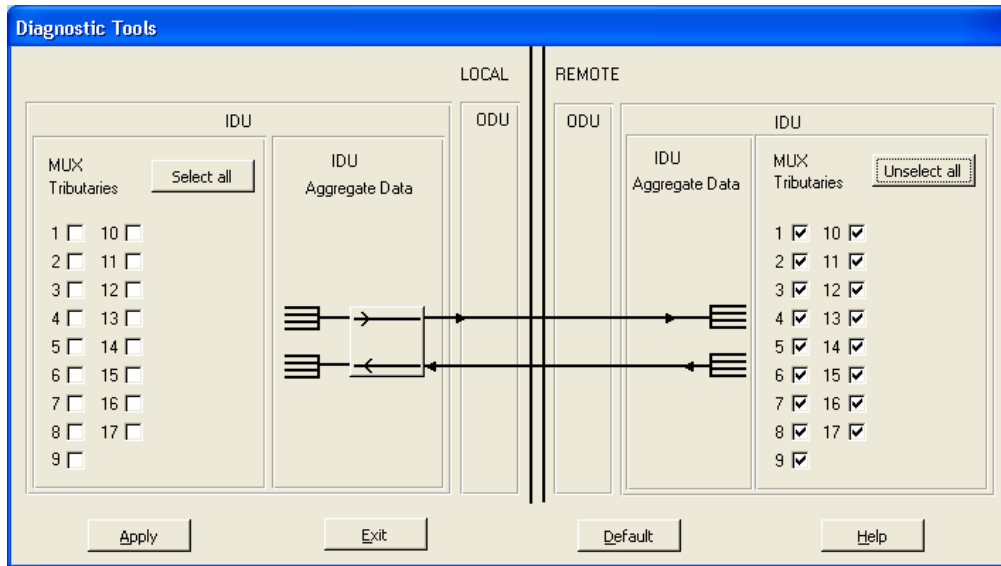 Diagnostic Tools
LOCAL REMOTE
IDU ODU ODU IDU
MUX
Tributaries
Select all
IDU
Aggregate Data
IDU
Aggregate Data
MUX
Tributaries
Unselect all
1 10 1 10
2 11 2 11
3 12 3 12
4 13 4 13
5 14 5 14
6 15 6 15
7 16 7 16
8 17 8 17
9 9
Apply Exit Default Help